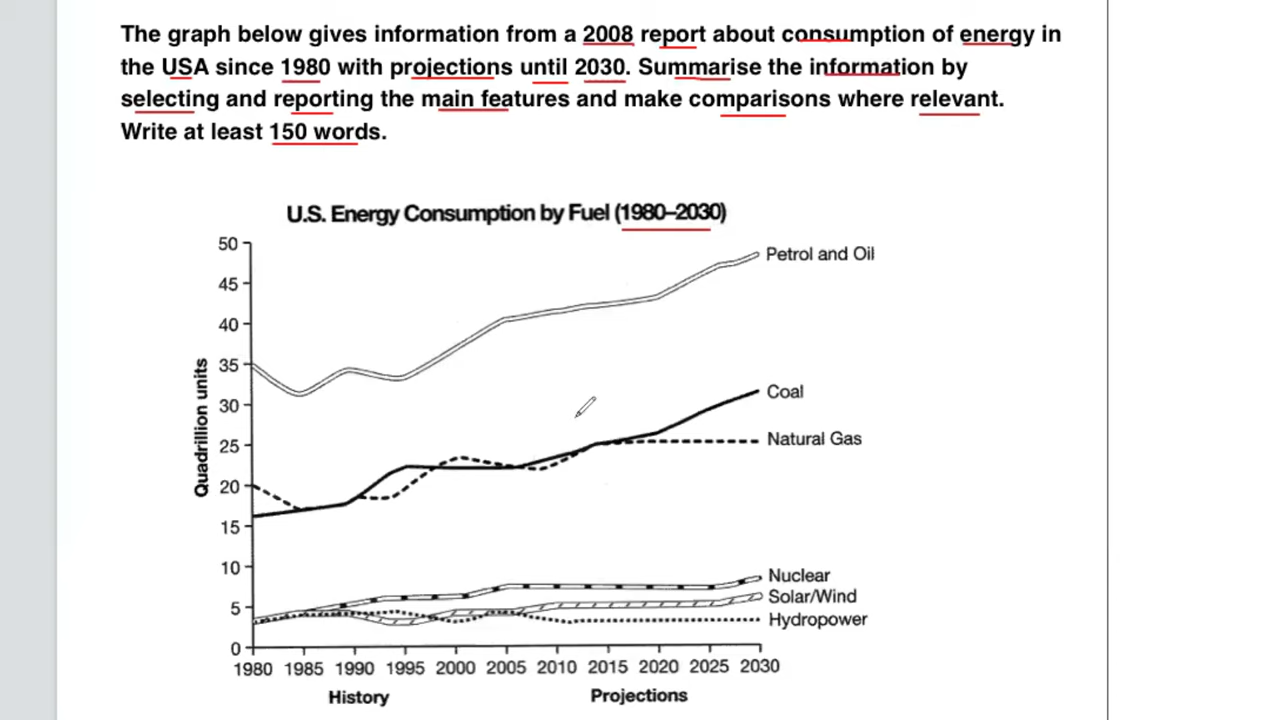 The graph below gives information from a 2008 report about consumption of energy in
the USA since 1980 with projections until 2030. Summarise the information by
selecting and reporting the main features and make comparisons where relevant.
Write at least 150 words.
U.S. Energy Consumption by Fuel (1980–2030)
Quadrillion units
50
45
40
35
30
25
20
15
10
5
0
Petrol and Oil
Coal
Natural Gas
Nuclear
Solar/Wind
Hydropower
1980 1985 1990 1995 2000 2005 2010 2015 2020 2025 2030
History Projections